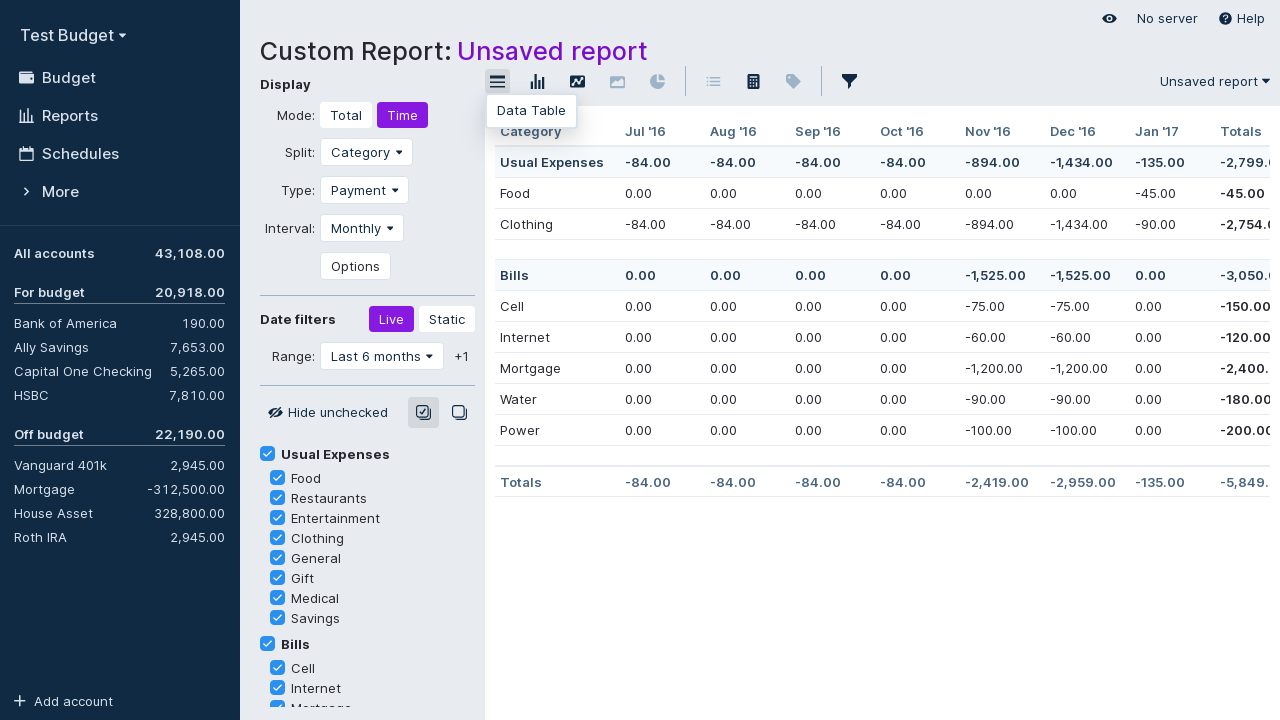 Test Budget
Budget
Reports
Schedules
More
All accounts 43,108.00
For budget 20,918.00
Bank of America 190.00
Ally Savings 7,653.00
Capital One Checking 5,265.00
HSBC 7,810.00
Off budget 22,190.00
Vanguard 401k 2,945.00
Mortgage -312,500.00
House Asset 328,800.00
Roth IRA 2,945.00
Add account
No server Help
Custom Report: Unsaved report
Display
Mode: Total Time
Split: Category
Type: Payment
Interval: Monthly
Options
Date filters Live Static
Range: Last 6 months +1
Hide unchecked
Usual Expenses
Food
Restaurants
Entertainment
Clothing
General
Gift
Medical
Savings
Bills
Cell
Internet
Mortgage
Unsaved report
Data Table
Category Jul '16 Aug '16 Sep '16 Oct '16 Nov '16 Dec '16 Jan '17 Totals
Usual Expenses -84.00 -84.00 -84.00 -84.00 -894.00 -1,434.00 -135.00 -2,799.0
Food 0.00 0.00 0.00 0.00 0.00 0.00 -45.00 -45.00
Clothing -84.00 -84.00 -84.00 -84.00 -894.00 -1,434.00 -90.00 -2,754.0
Bills 0.00 0.00 0.00 0.00 -1,525.00 -1,525.00 0.00 -3,050.0
Cell 0.00 0.00 0.00 0.00 -75.00 -75.00 0.00 -150.00
Internet 0.00 0.00 0.00 0.00 -60.00 -60.00 0.00 -120.00
Mortgage 0.00 0.00 0.00 0.00 -1,200.00 -1,200.00 0.00 -2,400.
Water 0.00 0.00 0.00 0.00 -90.00 -90.00 0.00 -180.00
Power 0.00 0.00 0.00 0.00 -100.00 -100.00 0.00 -200.00
Totals -84.00 -84.00 -84.00 -84.00 -2,419.00 -2,959.00 -135.00 -5,849.